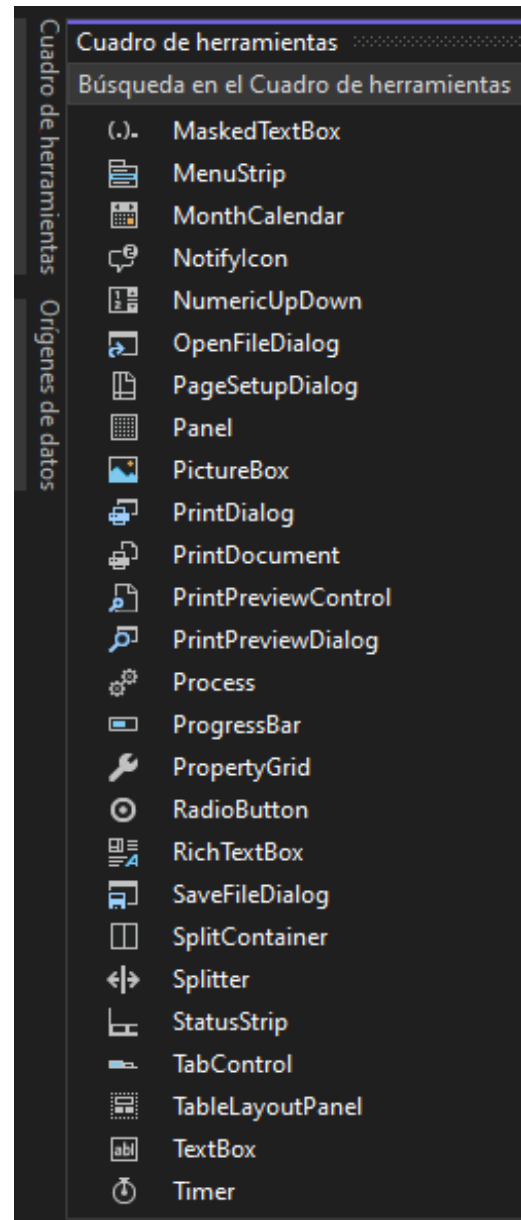 Cuadro de herramientas
Orígenes de datos
Cuadro de herramientas
Búsqueda en el Cuadro de herramientas
MaskedTextBox
MenuStrip
MonthCalendar
NotifyIcon
NumericUpDown
OpenFileDialog
PageSetupDialog
Panel
PictureBox
PrintDialog
PrintDocument
PrintPreviewControl
PrintPreviewDialog
Process
ProgressBar
PropertyGrid
RadioButton
RichTextBox
SaveFileDialog
SplitContainer
Splitter
StatusStrip
TabControl
TableLayoutPanel
TextBox
Timer